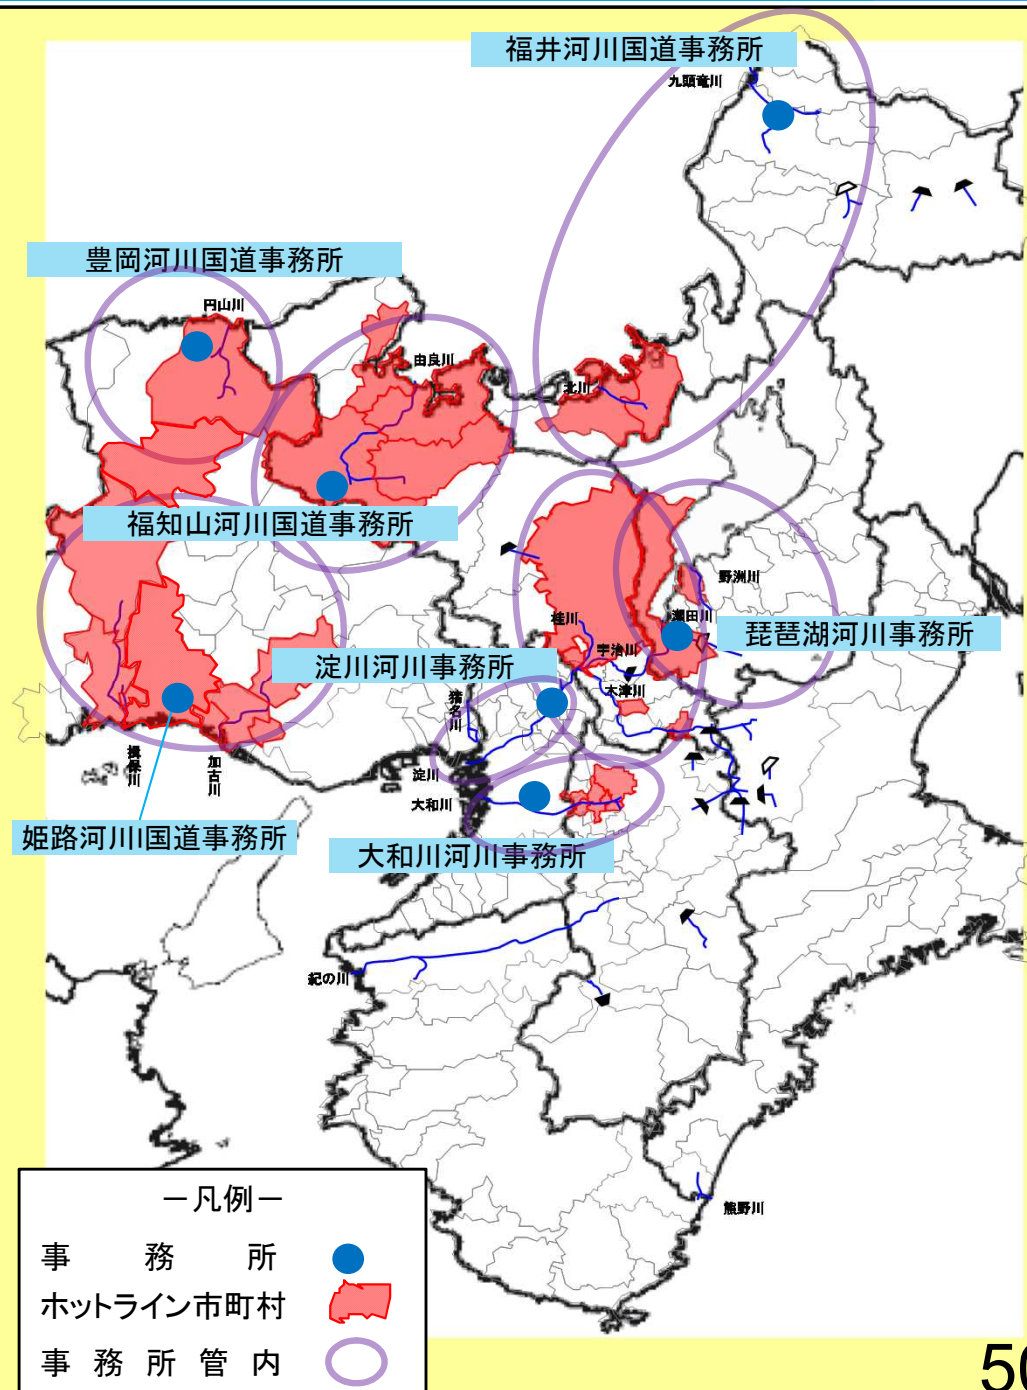 福井河川国道事務所
九頭竜川
豊岡河川国道事務所
円山川
由良川
北川
福知山河川国道事務所
野洲川
桂川
瀬田川
琵琶湖河川事務所
宇治川
淀川河川事務所
木津川
猪名川
揖保川
加古川
淀川
大和川
姫路河川国道事務所
大和川河川事務所
紀の川
熊野川
－凡例－
事務所
ホットライン市町村
事務所管内